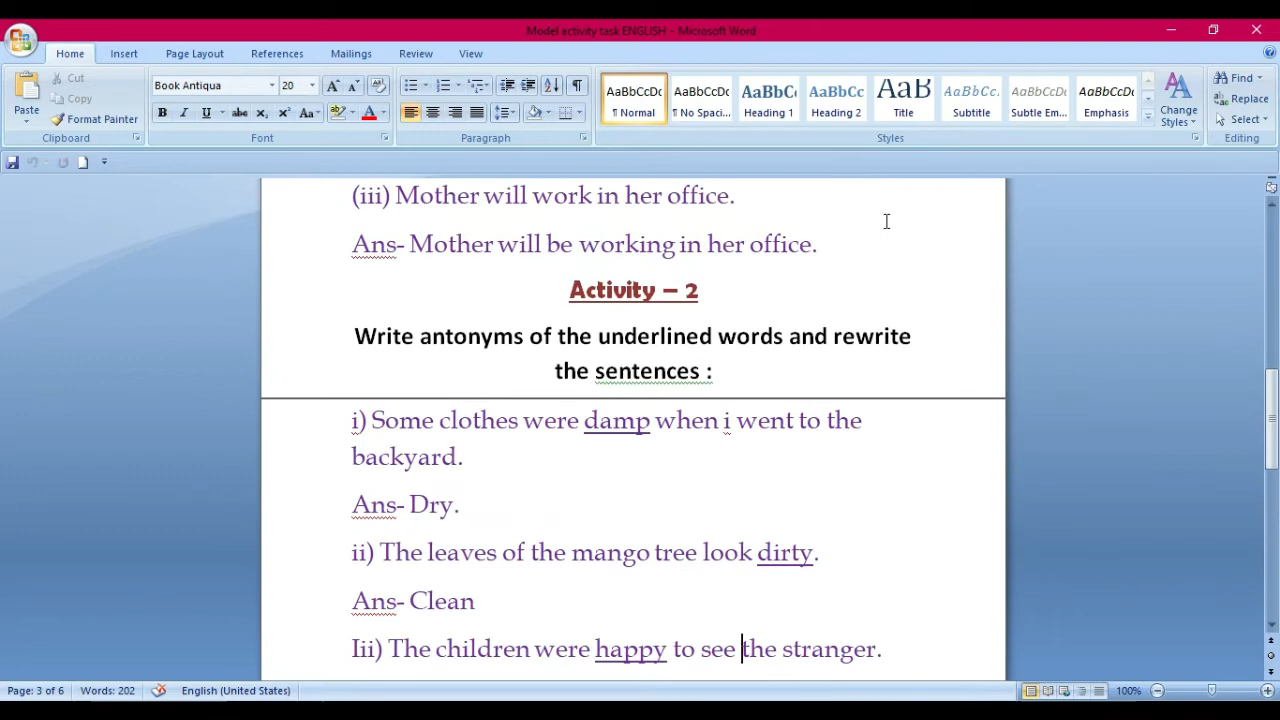 Model activity task ENGLISH - Microsoft Word
Home Insert Page Layout References Mailings Review View
Paste
Cut
Copy
Format Painter
Clipboard
Book Antiqua 20
Font
Paragraph
AaBbCcDc ¶ Normal
AaBbCcDc ¶ No Spaci...
AaBbCc Heading 1
AaBbCc Heading 2
AaB Title
AaBbCc. Subtitle
AaBbCcDc Subtle Em...
AaBbCcDc Emphasis
Change Styles
Styles
Find
Replace
Select
Editing
(iii) Mother will work in her office.
Ans- Mother will be working in her office.
Activity – 2
Write antonyms of the underlined words and rewrite
the sentences :
i) Some clothes were damp when i went to the
backyard.
Ans- Dry.
ii) The leaves of the mango tree look dirty.
Ans- Clean
Iii) The children were happy to see the stranger.
Page: 3 of 6 Words: 202 English (United States) 100%